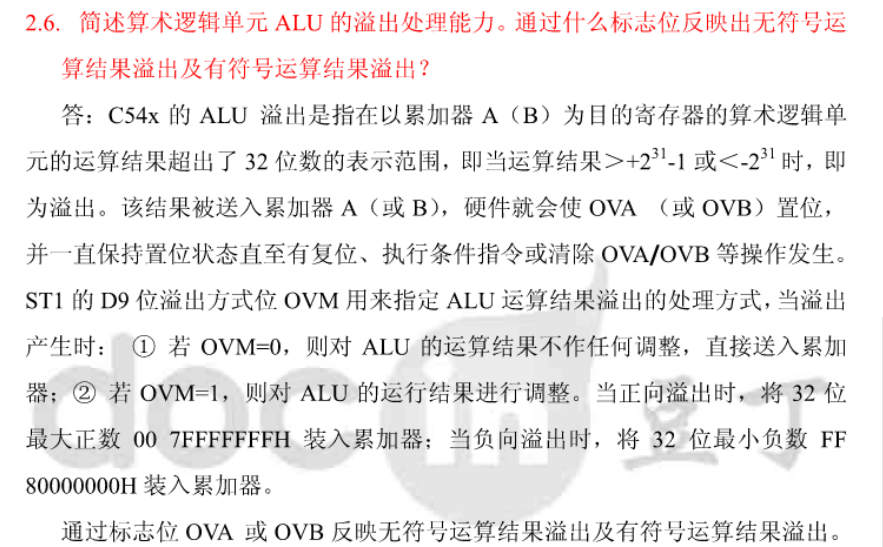 2.6. 简述算术逻辑单元 ALU 的溢出处理能力。通过什么标志位反映出无符号运
算结果溢出及有符号运算结果溢出？
答：C54x 的 ALU 溢出是指在以累加器 A（B）为目的寄存器的算术逻辑单
元的运算结果超出了 32 位数的表示范围，即当运算结果＞+2³¹-1 或＜-2³¹ 时，即
为溢出。该结果被送入累加器 A（或 B），硬件就会使 OVA （或 OVB）置位，
并一直保持置位状态直至有复位、执行条件指令或清除 OVA/OVB 等操作发生。
ST1 的 D9 位溢出方式位 OVM 用来指定 ALU 运算结果溢出的处理方式，当溢出
产生时： ① 若 OVM=0，则对 ALU 的运算结果不作任何调整，直接送入累加
器；② 若 OVM=1，则对 ALU 的运行结果进行调整。当正向溢出时，将 32 位
最大正数 00 7FFFFFFFH 装入累加器；当负向溢出时，将 32 位最小负数 FF
80000000H 装入累加器。
通过标志位 OVA 或 OVB 反映无符号运算结果溢出及有符号运算结果溢出。
docin 豆丁